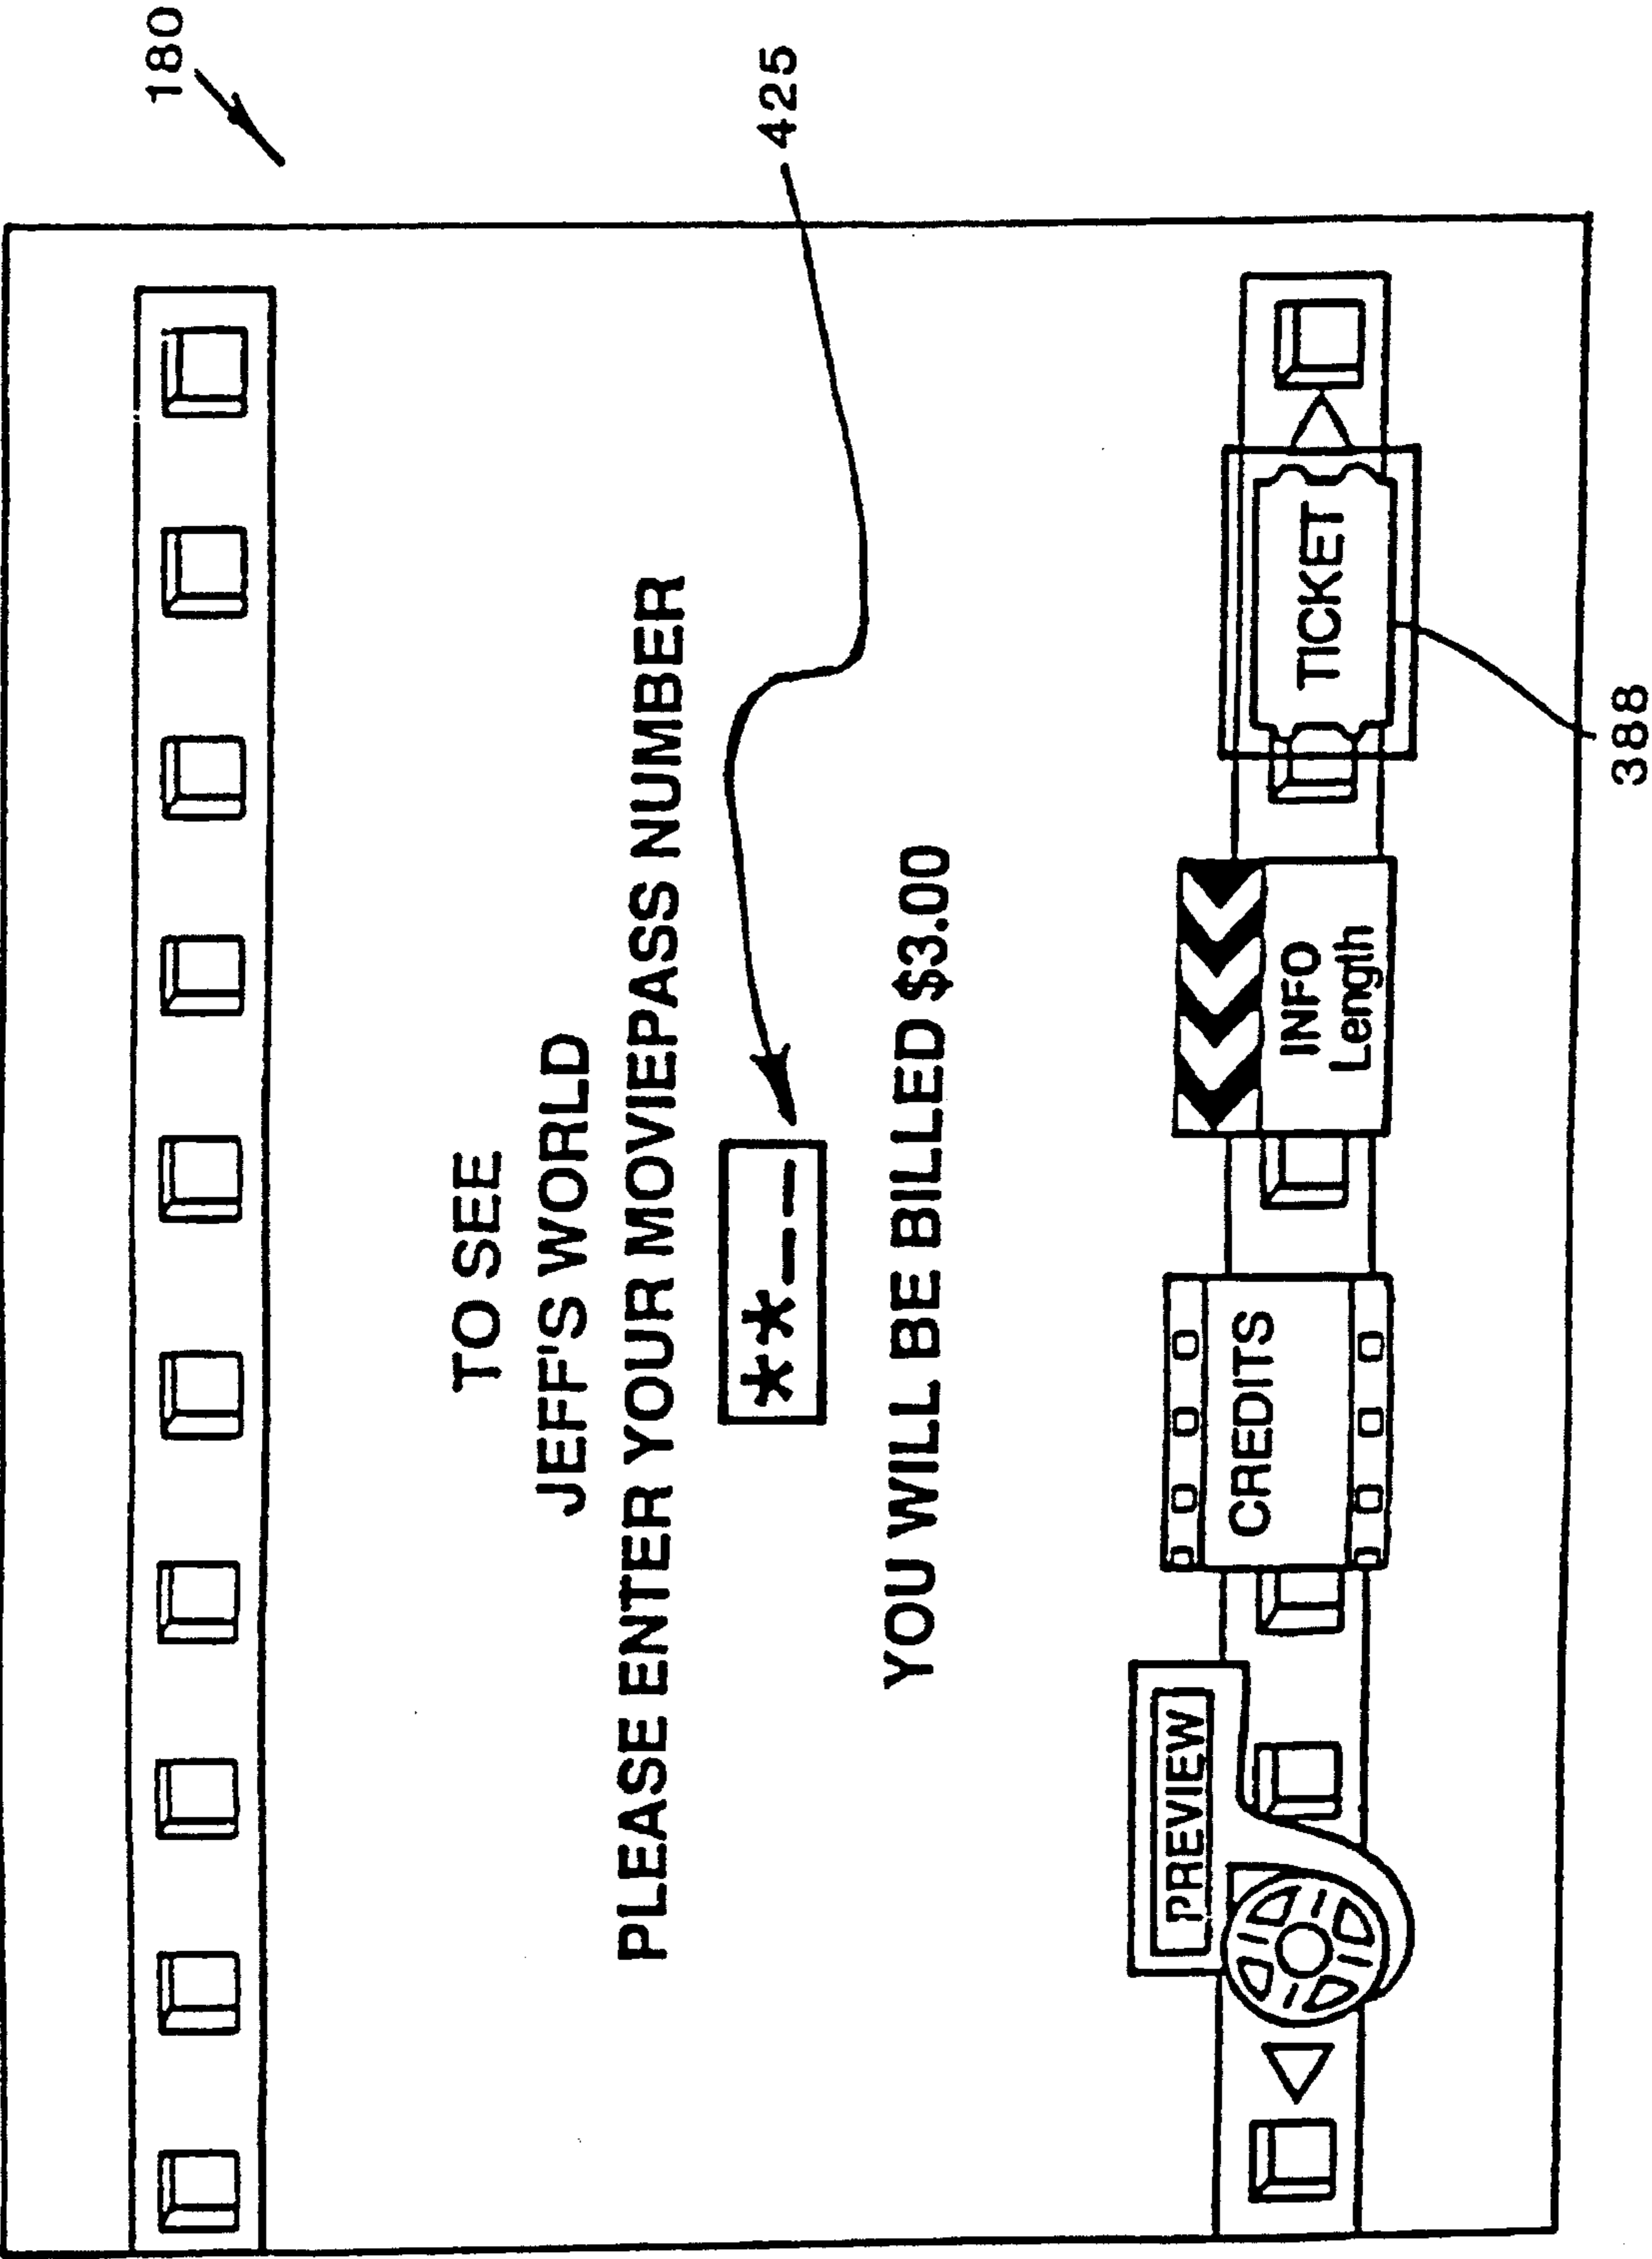 180
TO SEE
JEFF'S WORLD
PLEASE ENTER YOUR MOVIEPASS NUMBER
**--
425
YOU WILL BE BILLED $3.00
PREVIEW
CREDITS
INFO
Length
TICKET
388